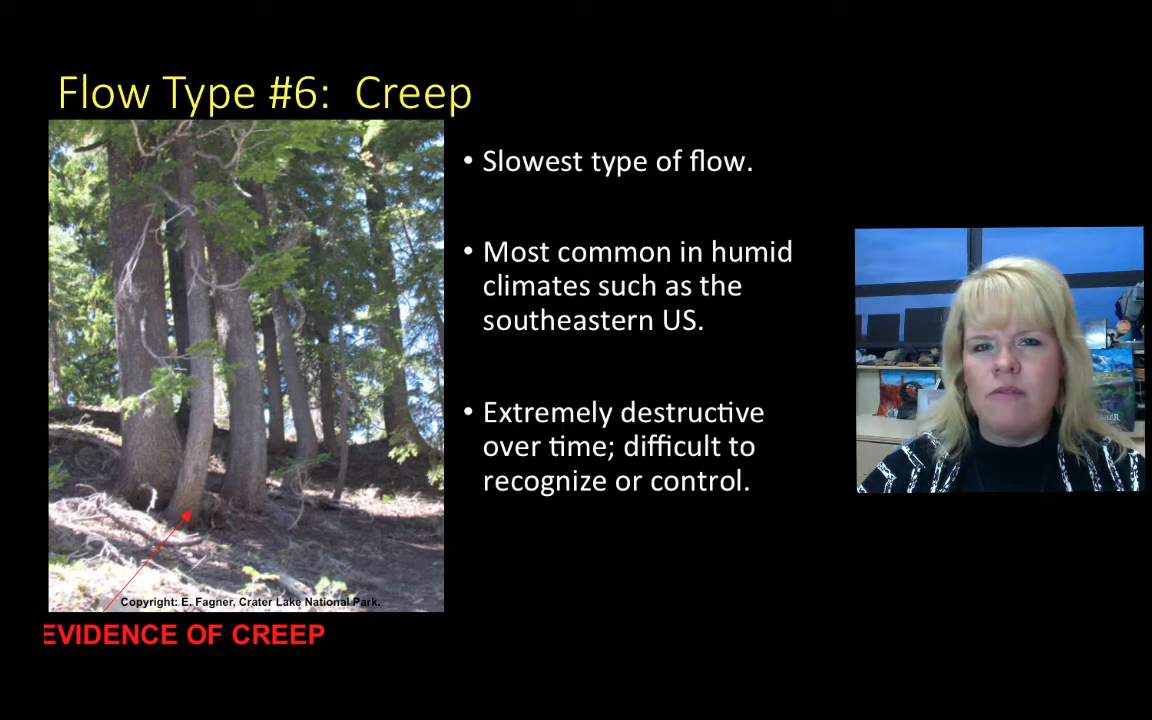 Flow Type #6: Creep
• Slowest type of flow.
• Most common in humid
climates such as the
southeastern US.
• Extremely destructive
over time; difficult to
recognize or control.
Copyright: E. Fagner, Crater Lake National Park.
EVIDENCE OF CREEP